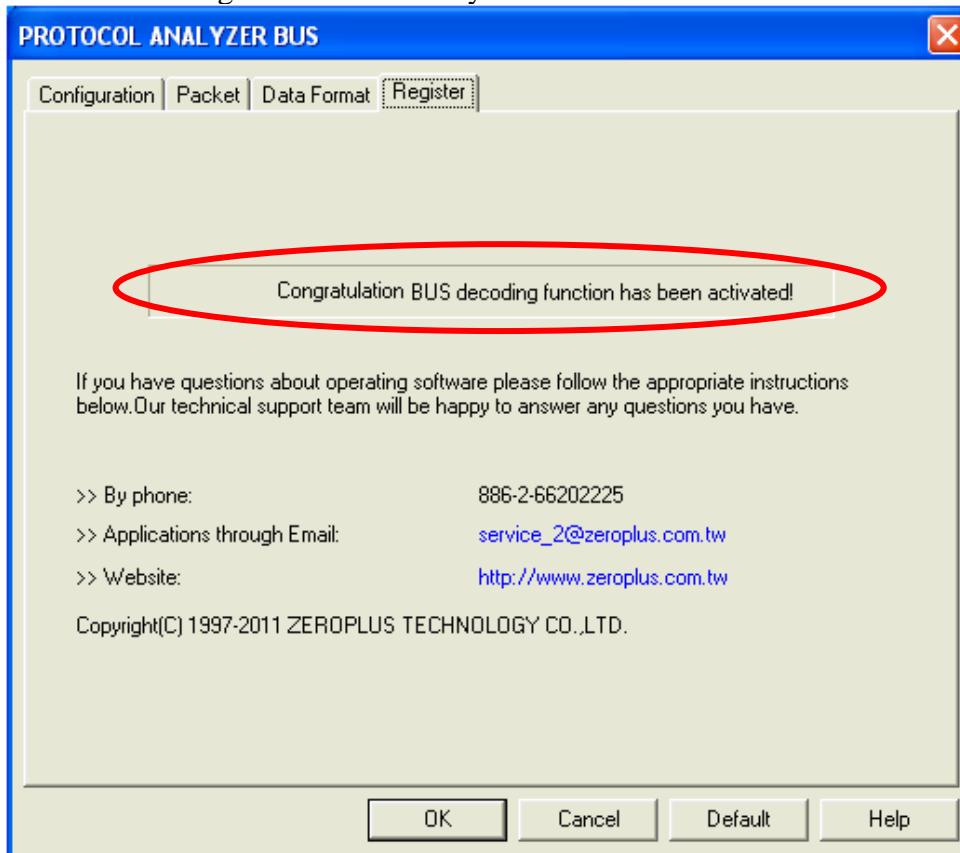 PROTOCOL ANALYZER BUS
Configuration Packet Data Format Register
Congratulation BUS decoding function has been activated!
If you have questions about operating software please follow the appropriate instructions
below.Our technical support team will be happy to answer any questions you have.
>> By phone: 886-2-66202225
>> Applications through Email: service_2@zeroplus.com.tw
>> Website: http://www.zeroplus.com.tw
Copyright(C) 1997-2011 ZEROPLUS TECHNOLOGY CO.,LTD.
OK Cancel Default Help